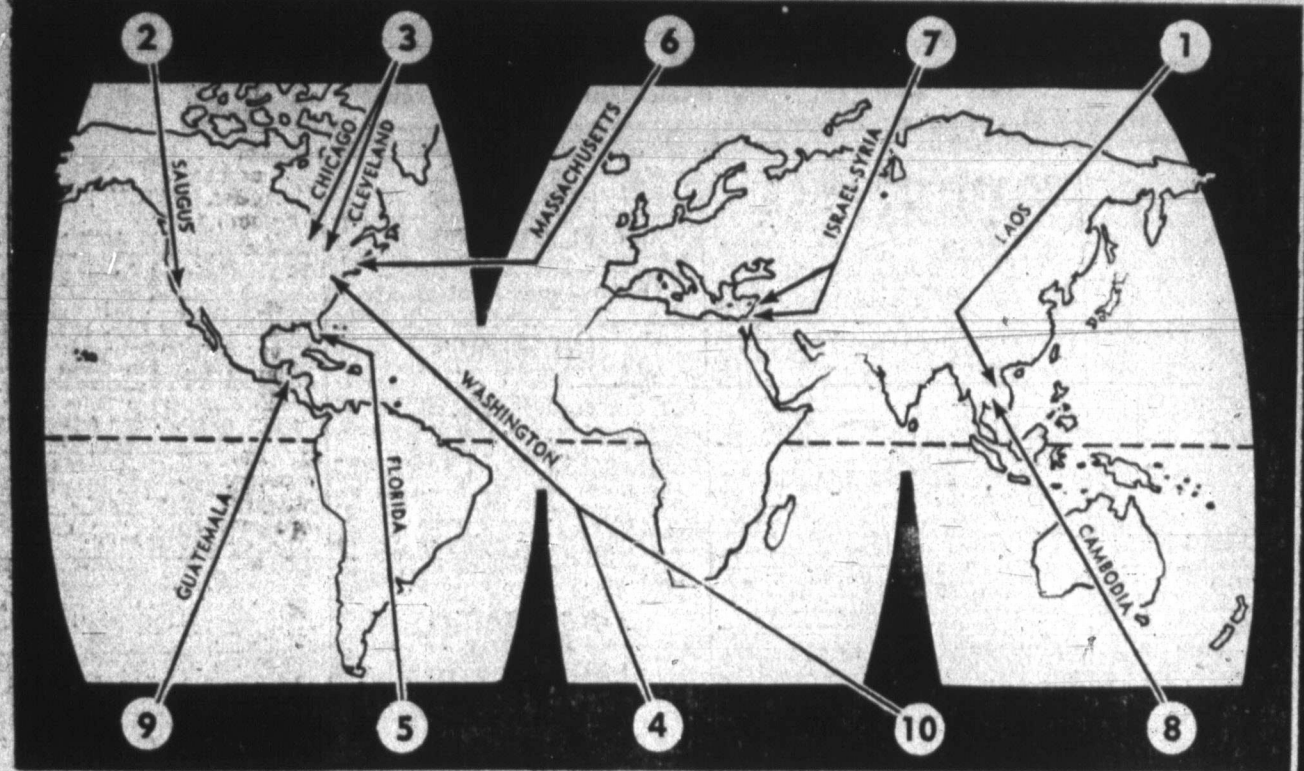 2
3
6
7
1
SAUGUS
CHICAGO
CLEVELAND
MASSACHUSETTS
ISRAEL-SYRIA
LAOS
WASHINGTON
FLORIDA
GUATEMALA
CAMBODIA
9
5
4
10
8